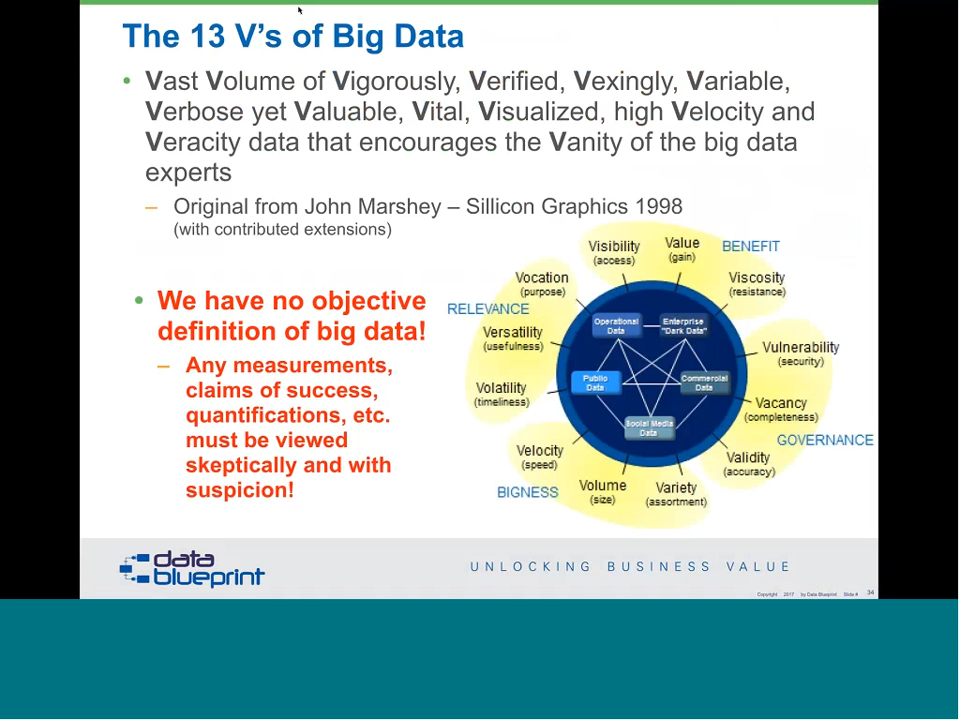 The 13 V's of Big Data
• Vast Volume of Vigorously, Verified, Vexingly, Variable,
Verbose yet Valuable, Vital, Visualized, high Velocity and
Veracity data that encourages the Vanity of the big data
experts
– Original from John Marshey – Sillicon Graphics 1998
(with contributed extensions)
• We have no objective
definition of big data!
– Any measurements,
claims of success,
quantifications, etc.
must be viewed
skeptically and with
suspicion!
Visibility
(access)
Value
(gain)
BENEFIT
Vocation
(purpose)
Viscosity
(resistance)
RELEVANCE
Versatility
(usefulness)
Operational
Data
Enterprise
"Dark Data"
Vulnerability
(security)
Public
Data
Commercial
Data
Volatility
(timeliness)
Vacancy
(completeness)
Social Media
Data
GOVERNANCE
Velocity
(speed)
Validity
(accuracy)
BIGNESS
Volume
(size)
Variety
(assortment)
data
blueprint
UNLOCKING BUSINESS VALUE
Copyright 2017 by Data Blueprint Slide # 34